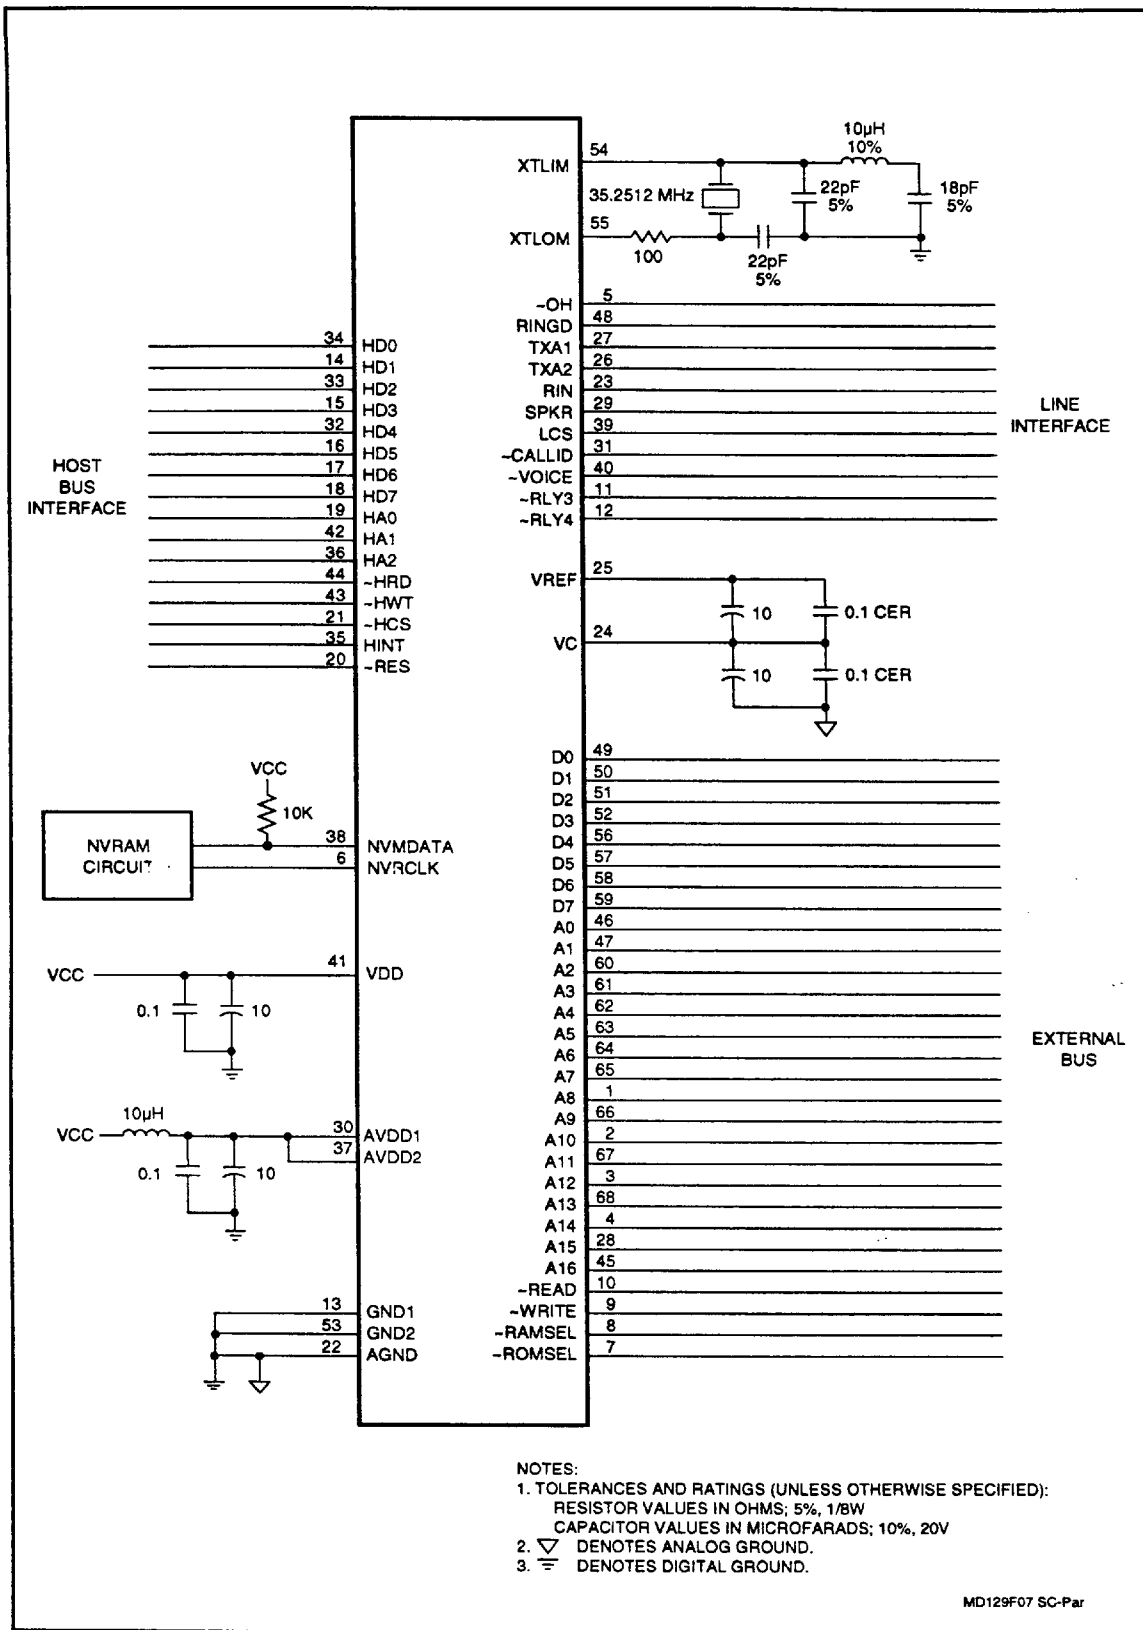 54
XTLIM
35.2512 MHz
55
XTLOM
100
10µH
10%
22pF
5%
18pF
5%
22pF
5%
34 HD0
14 HD1
33 HD2
15 HD3
32 HD4
16 HD5
17 HD6
18 HD7
19 HA0
42 HA1
36 HA2
44 ~HRD
43 ~HWT
21 ~HCS
35 HINT
20 ~RES
HOST
BUS
INTERFACE
~OH 5
RINGD 48
TXA1 27
TXA2 26
RIN 23
SPKR 29
LCS 39
~CALLID 31
~VOICE 40
~RLY3 11
~RLY4 12
LINE
INTERFACE
VREF 25
10 0.1 CER
VC 24
10 0.1 CER
VCC
10K
NVRAM
CIRCUIT
38 NVMDATA
6 NVRCLK
VCC 41 VDD
0.1 10
10µH
VCC 30 AVDD1
37 AVDD2
0.1 10
13 GND1
53 GND2
22 AGND
D0 49
D1 50
D2 51
D3 52
D4 56
D5 57
D6 58
D7 59
A0 46
A1 47
A2 60
A3 61
A4 62
A5 63
A6 64
A7 65
A8 1
A9 66
A10 2
A11 67
A12 3
A13 68
A14 4
A15 28
A16 45
~READ 10
~WRITE 9
~RAMSEL 8
~ROMSEL 7
EXTERNAL
BUS
NOTES:
1. TOLERANCES AND RATINGS (UNLESS OTHERWISE SPECIFIED):
RESISTOR VALUES IN OHMS; 5%, 1/8W
CAPACITOR VALUES IN MICROFARADS; 10%, 20V
2. DENOTES ANALOG GROUND.
3. DENOTES DIGITAL GROUND.
MD129F07 SC-Par